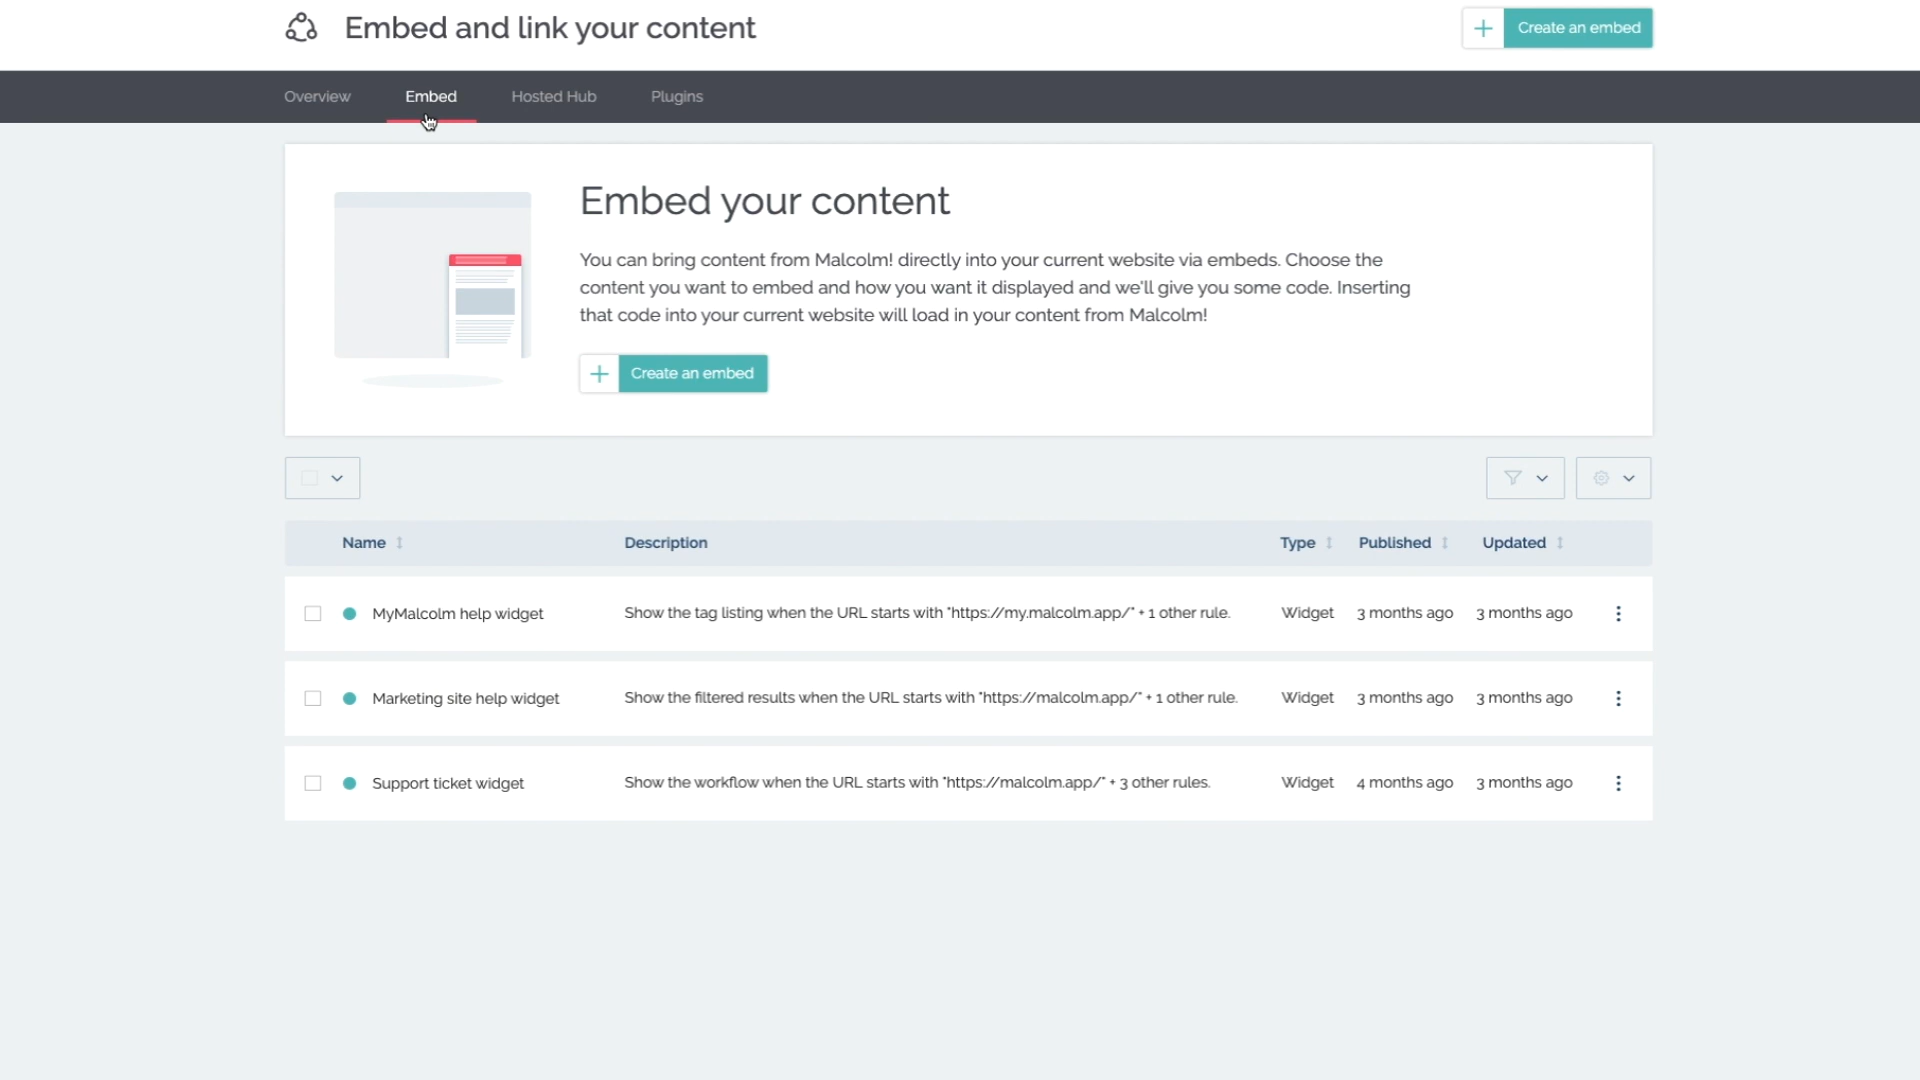 Embed and link your content
Create an embed
Overview Embed Hosted Hub Plugins
Embed your content
You can bring content from Malcolm! directly into your current website via embeds. Choose the
content you want to embed and how you want it displayed and we'll give you some code. Inserting
that code into your current website will load in your content from Malcolm!
Create an embed
Name Description Type Published Updated
MyMalcolm help widget Show the tag listing when the URL starts with "https://my.malcolm.app/" + 1 other rule. Widget 3 months ago 3 months ago
Marketing site help widget Show the filtered results when the URL starts with "https://malcolm.app/" + 1 other rule. Widget 3 months ago 3 months ago
Support ticket widget Show the workflow when the URL starts with "https://malcolm.app/" + 3 other rules. Widget 4 months ago 3 months ago